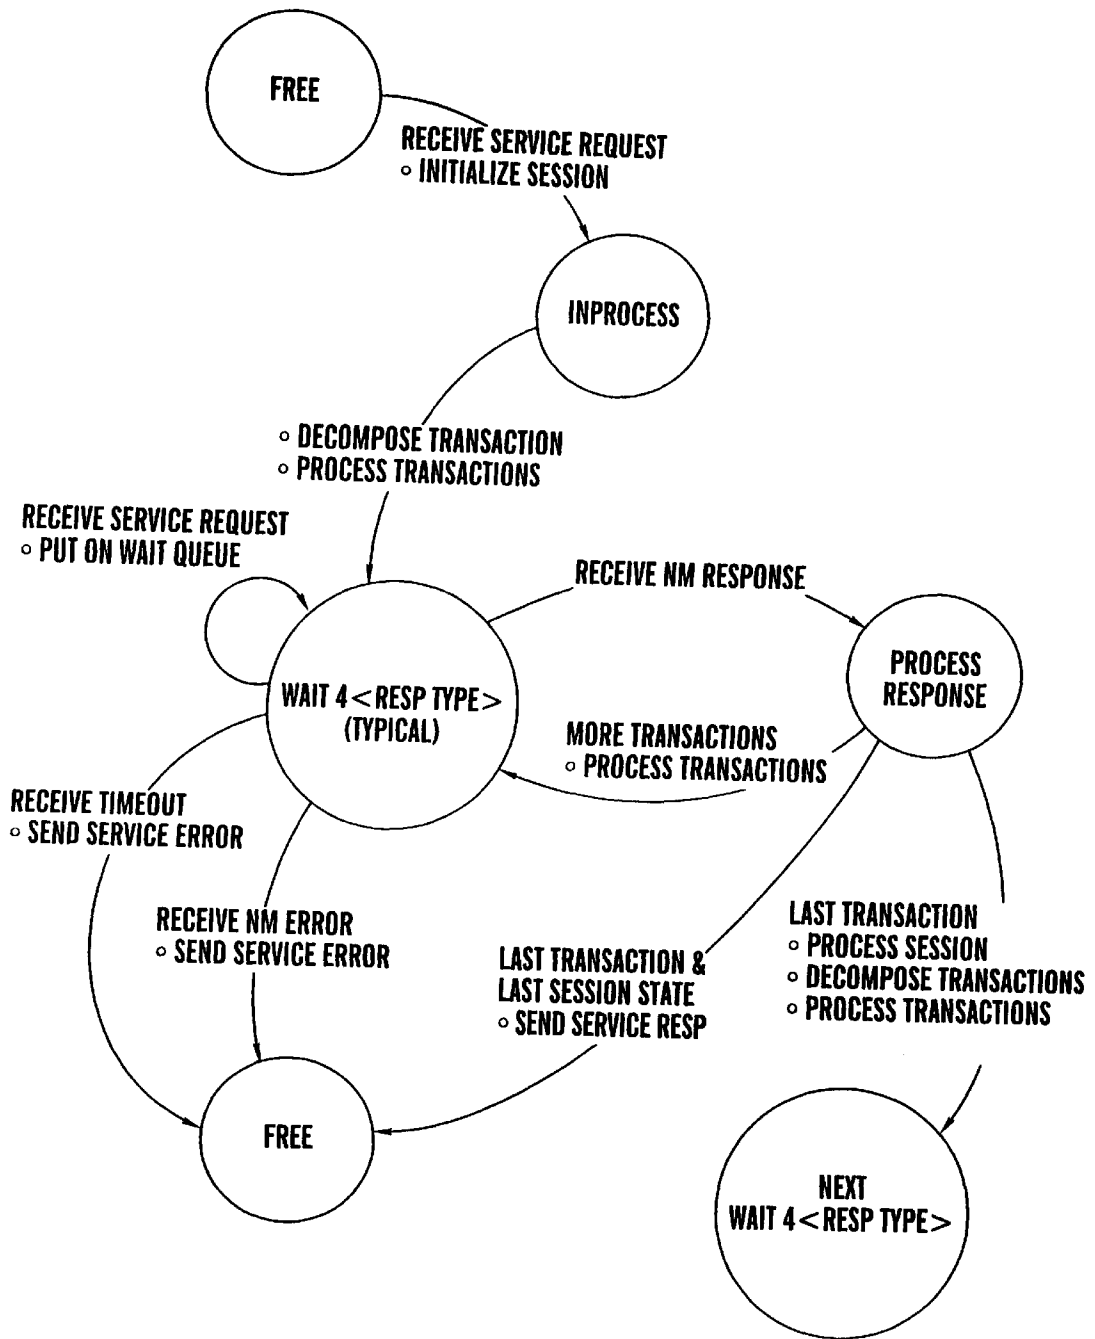 FREE
RECEIVE SERVICE REQUEST
o INITIALIZE SESSION
INPROCESS
o DECOMPOSE TRANSACTION
o PROCESS TRANSACTIONS
RECEIVE SERVICE REQUEST
o PUT ON WAIT QUEUE
RECEIVE NM RESPONSE
PROCESS
RESPONSE
WAIT 4<RESP TYPE>
(TYPICAL)
MORE TRANSACTIONS
o PROCESS TRANSACTIONS
RECEIVE TIMEOUT
o SEND SERVICE ERROR
RECEIVE NM ERROR
o SEND SERVICE ERROR
LAST TRANSACTION &
LAST SESSION STATE
o SEND SERVICE RESP
LAST TRANSACTION
o PROCESS SESSION
o DECOMPOSE TRANSACTIONS
o PROCESS TRANSACTIONS
FREE
NEXT
WAIT 4<RESP TYPE>